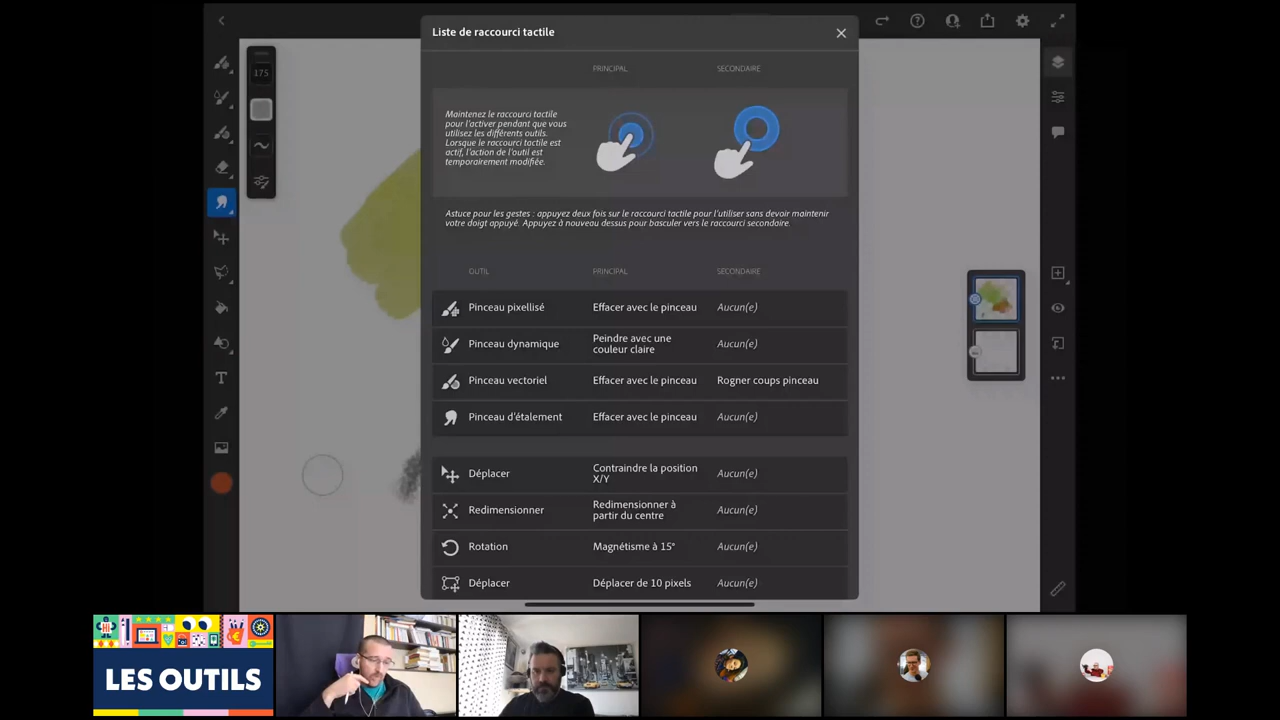 Liste de raccourci tactile
PRINCIPAL
SECONDAIRE
Maintenez le raccourci tactile
pour l'activer pendant que vous
utilisez les différents outils.
Lorsque le raccourci tactile est
actif, l'action de l'outil est
temporairement modifiée.
Astuce pour les gestes : appuyez deux fois sur le raccourci tactile pour l'utiliser sans devoir maintenir
votre doigt appuyé. Appuyez à nouveau dessus pour basculer vers le raccourci secondaire.
OUTIL
PRINCIPAL
SECONDAIRE
Pinceau pixellisé
Effacer avec le pinceau
Aucun(e)
Pinceau dynamique
Peindre avec une
couleur claire
Aucun(e)
Pinceau vectoriel
Effacer avec le pinceau
Rogner coups pinceau
Pinceau d'étalement
Effacer avec le pinceau
Aucun(e)
Déplacer
Contraindre la position
X/Y
Aucun(e)
Redimensionner
Redimensionner à
partir du centre
Aucun(e)
Rotation
Magnétisme à 15°
Aucun(e)
Déplacer
Déplacer de 10 pixels
Aucun(e)
175
T
LES OUTILS